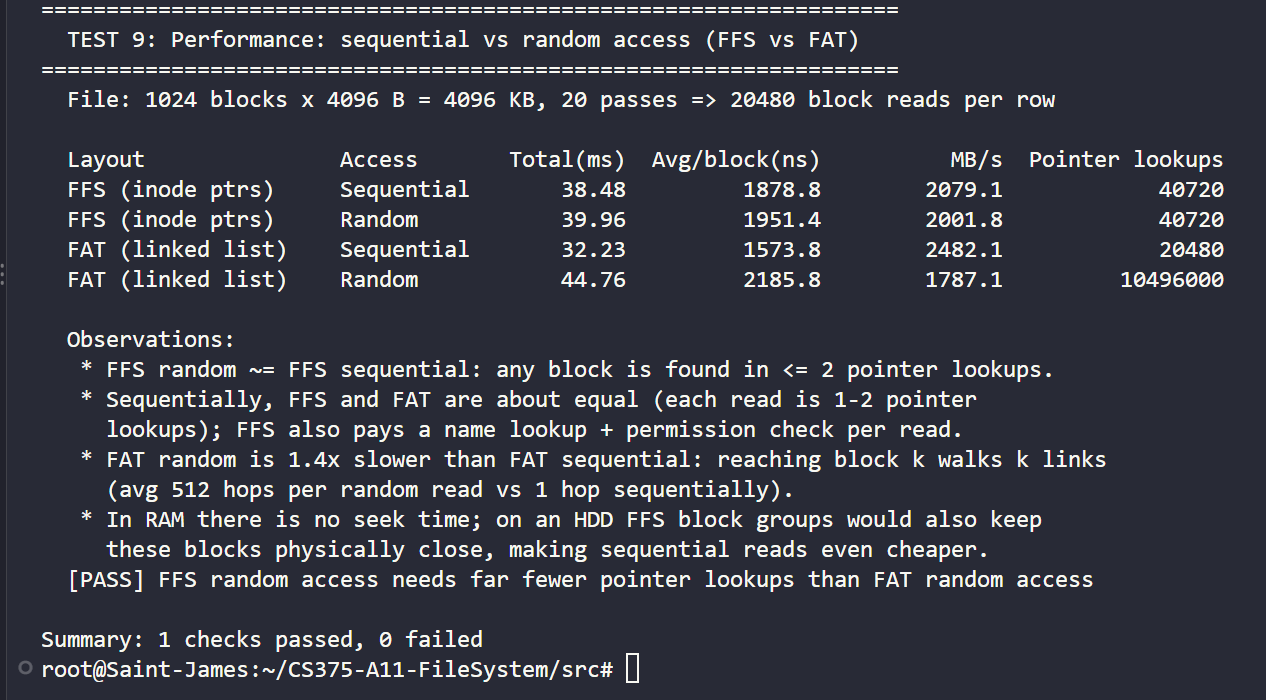 ==================================================================
TEST 9: Performance: sequential vs random access (FFS vs FAT)
==================================================================
File: 1024 blocks x 4096 B = 4096 KB, 20 passes => 20480 block reads per row
Layout Access Total(ms) Avg/block(ns) MB/s Pointer lookups
FFS (inode ptrs) Sequential 38.48 1878.8 2079.1 40720
FFS (inode ptrs) Random 39.96 1951.4 2001.8 40720
FAT (linked list) Sequential 32.23 1573.8 2482.1 20480
FAT (linked list) Random 44.76 2185.8 1787.1 10496000
Observations:
* FFS random ~= FFS sequential: any block is found in <= 2 pointer lookups.
* Sequentially, FFS and FAT are about equal (each read is 1-2 pointer
lookups); FFS also pays a name lookup + permission check per read.
* FAT random is 1.4x slower than FAT sequential: reaching block k walks k links
(avg 512 hops per random read vs 1 hop sequentially).
* In RAM there is no seek time; on an HDD FFS block groups would also keep
these blocks physically close, making sequential reads even cheaper.
[PASS] FFS random access needs far fewer pointer lookups than FAT random access
Summary: 1 checks passed, 0 failed
root@Saint-James:~/CS375-A11-FileSystem/src#